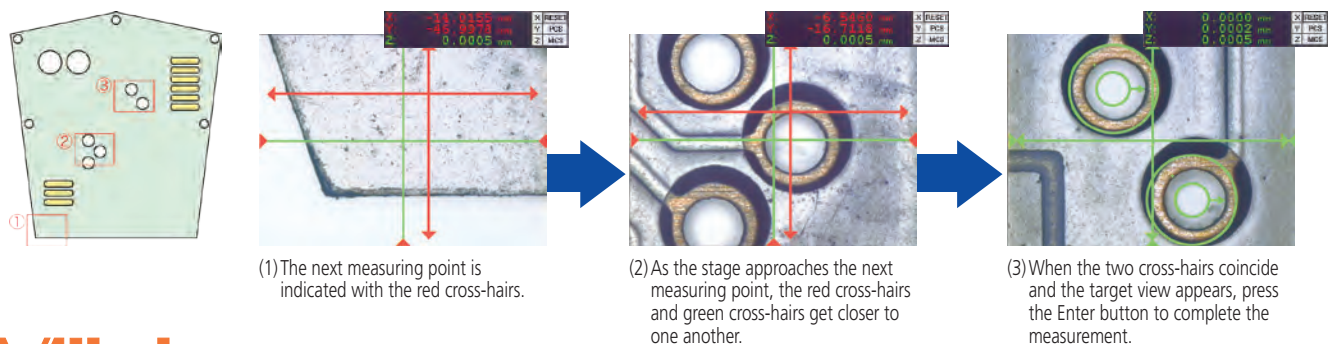 X: -14.0155 mm
Y: -45.9373 mm
Z: 0.0005 mm
X RESET
Y PCS
Z MCS
X: -6.5460 mm
Y: -16.7118 mm
Z: 0.0005 mm
X RESET
Y PCS
Z MCS
X: 0.0000 mm
Y: 0.0002 mm
Z: 0.0005 mm
X RESET
Y PCS
Z MCS
③
②
①
(1) The next measuring point is
indicated with the red cross-hairs.
(2) As the stage approaches the next
measuring point, the red cross-hairs
and green cross-hairs get closer to
one another.
(3) When the two cross-hairs coincide
and the target view appears, press
the Enter button to complete the
measurement.